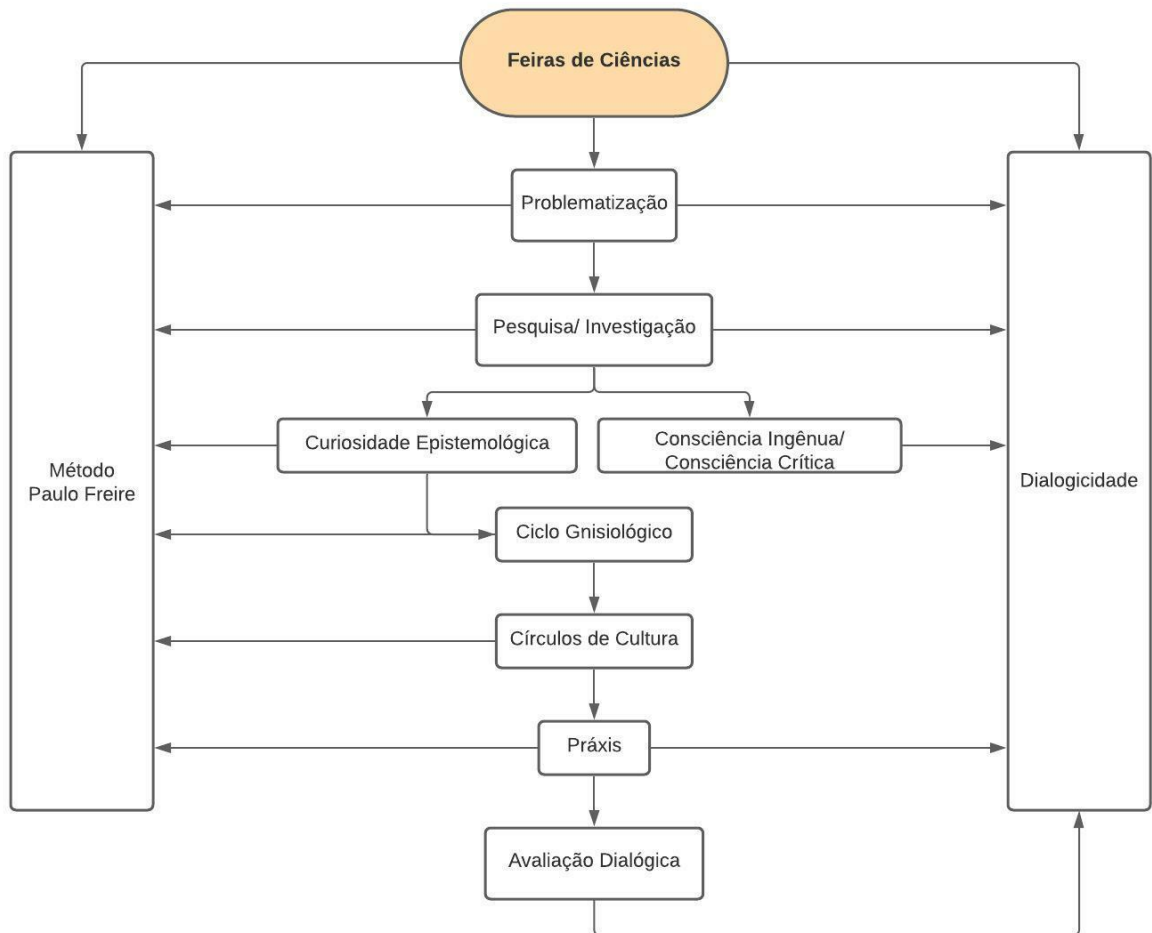 Feiras de Ciências
Problematização
Pesquisa/ Investigação
Curiosidade Epistemológica
Consciência Ingênua/
Consciência Crítica
Método
Paulo Freire
Dialogicidade
Ciclo Gnisiológico
Círculos de Cultura
Práxis
Avaliação Dialógica